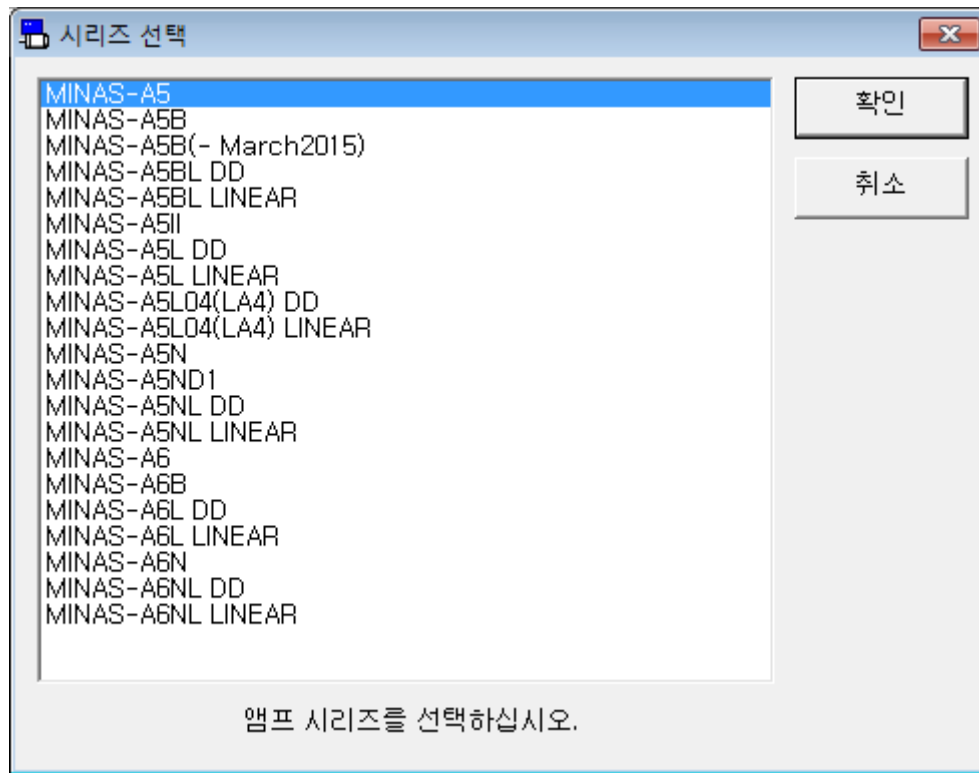 시리즈 선택
MINAS-A5
MINAS-A5B
MINAS-A5B(- March2015)
MINAS-A5BL DD
MINAS-A5BL LINEAR
MINAS-A5II
MINAS-A5L DD
MINAS-A5L LINEAR
MINAS-A5L04(LA4) DD
MINAS-A5L04(LA4) LINEAR
MINAS-A5N
MINAS-A5ND1
MINAS-A5NL DD
MINAS-A5NL LINEAR
MINAS-A6
MINAS-A6B
MINAS-A6L DD
MINAS-A6L LINEAR
MINAS-A6N
MINAS-A6NL DD
MINAS-A6NL LINEAR
확인
취소
앰프 시리즈를 선택하십시오.